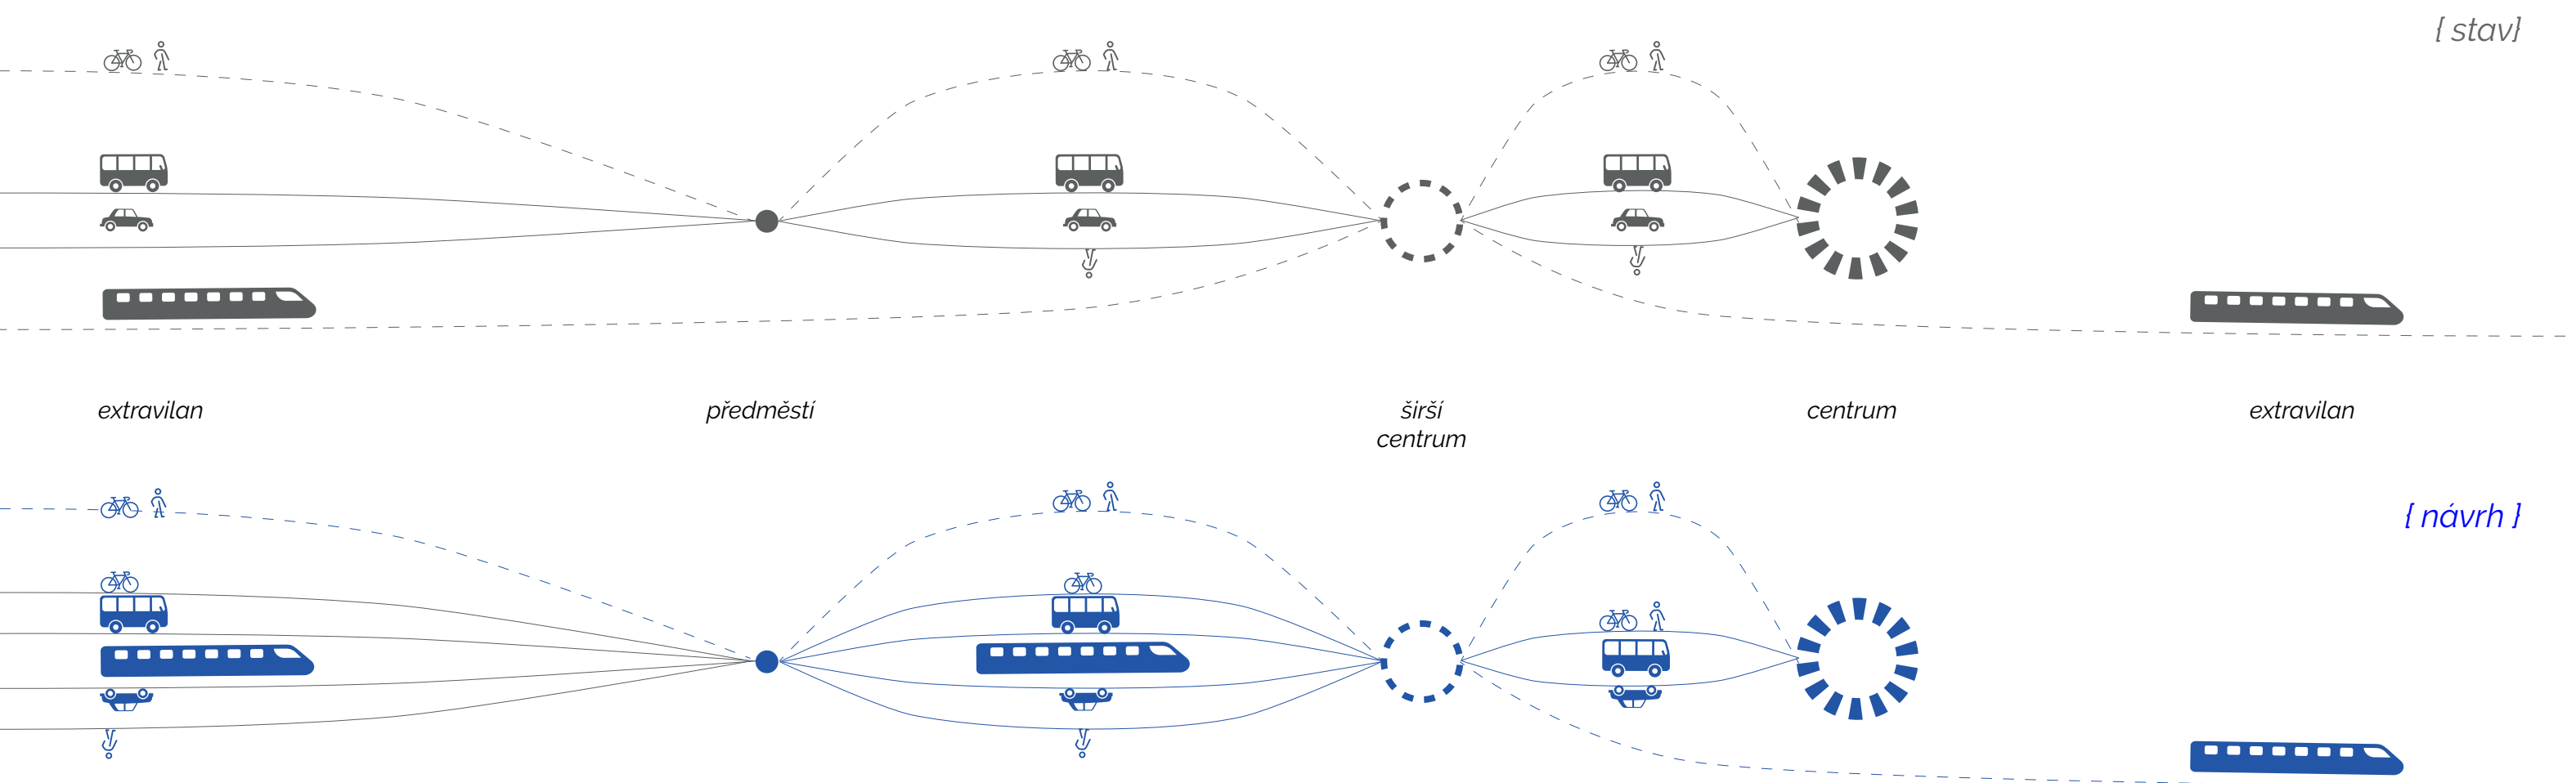 { stav}
extravilan
předměstí
širší
centrum
centrum
extravilan
{ návrh }